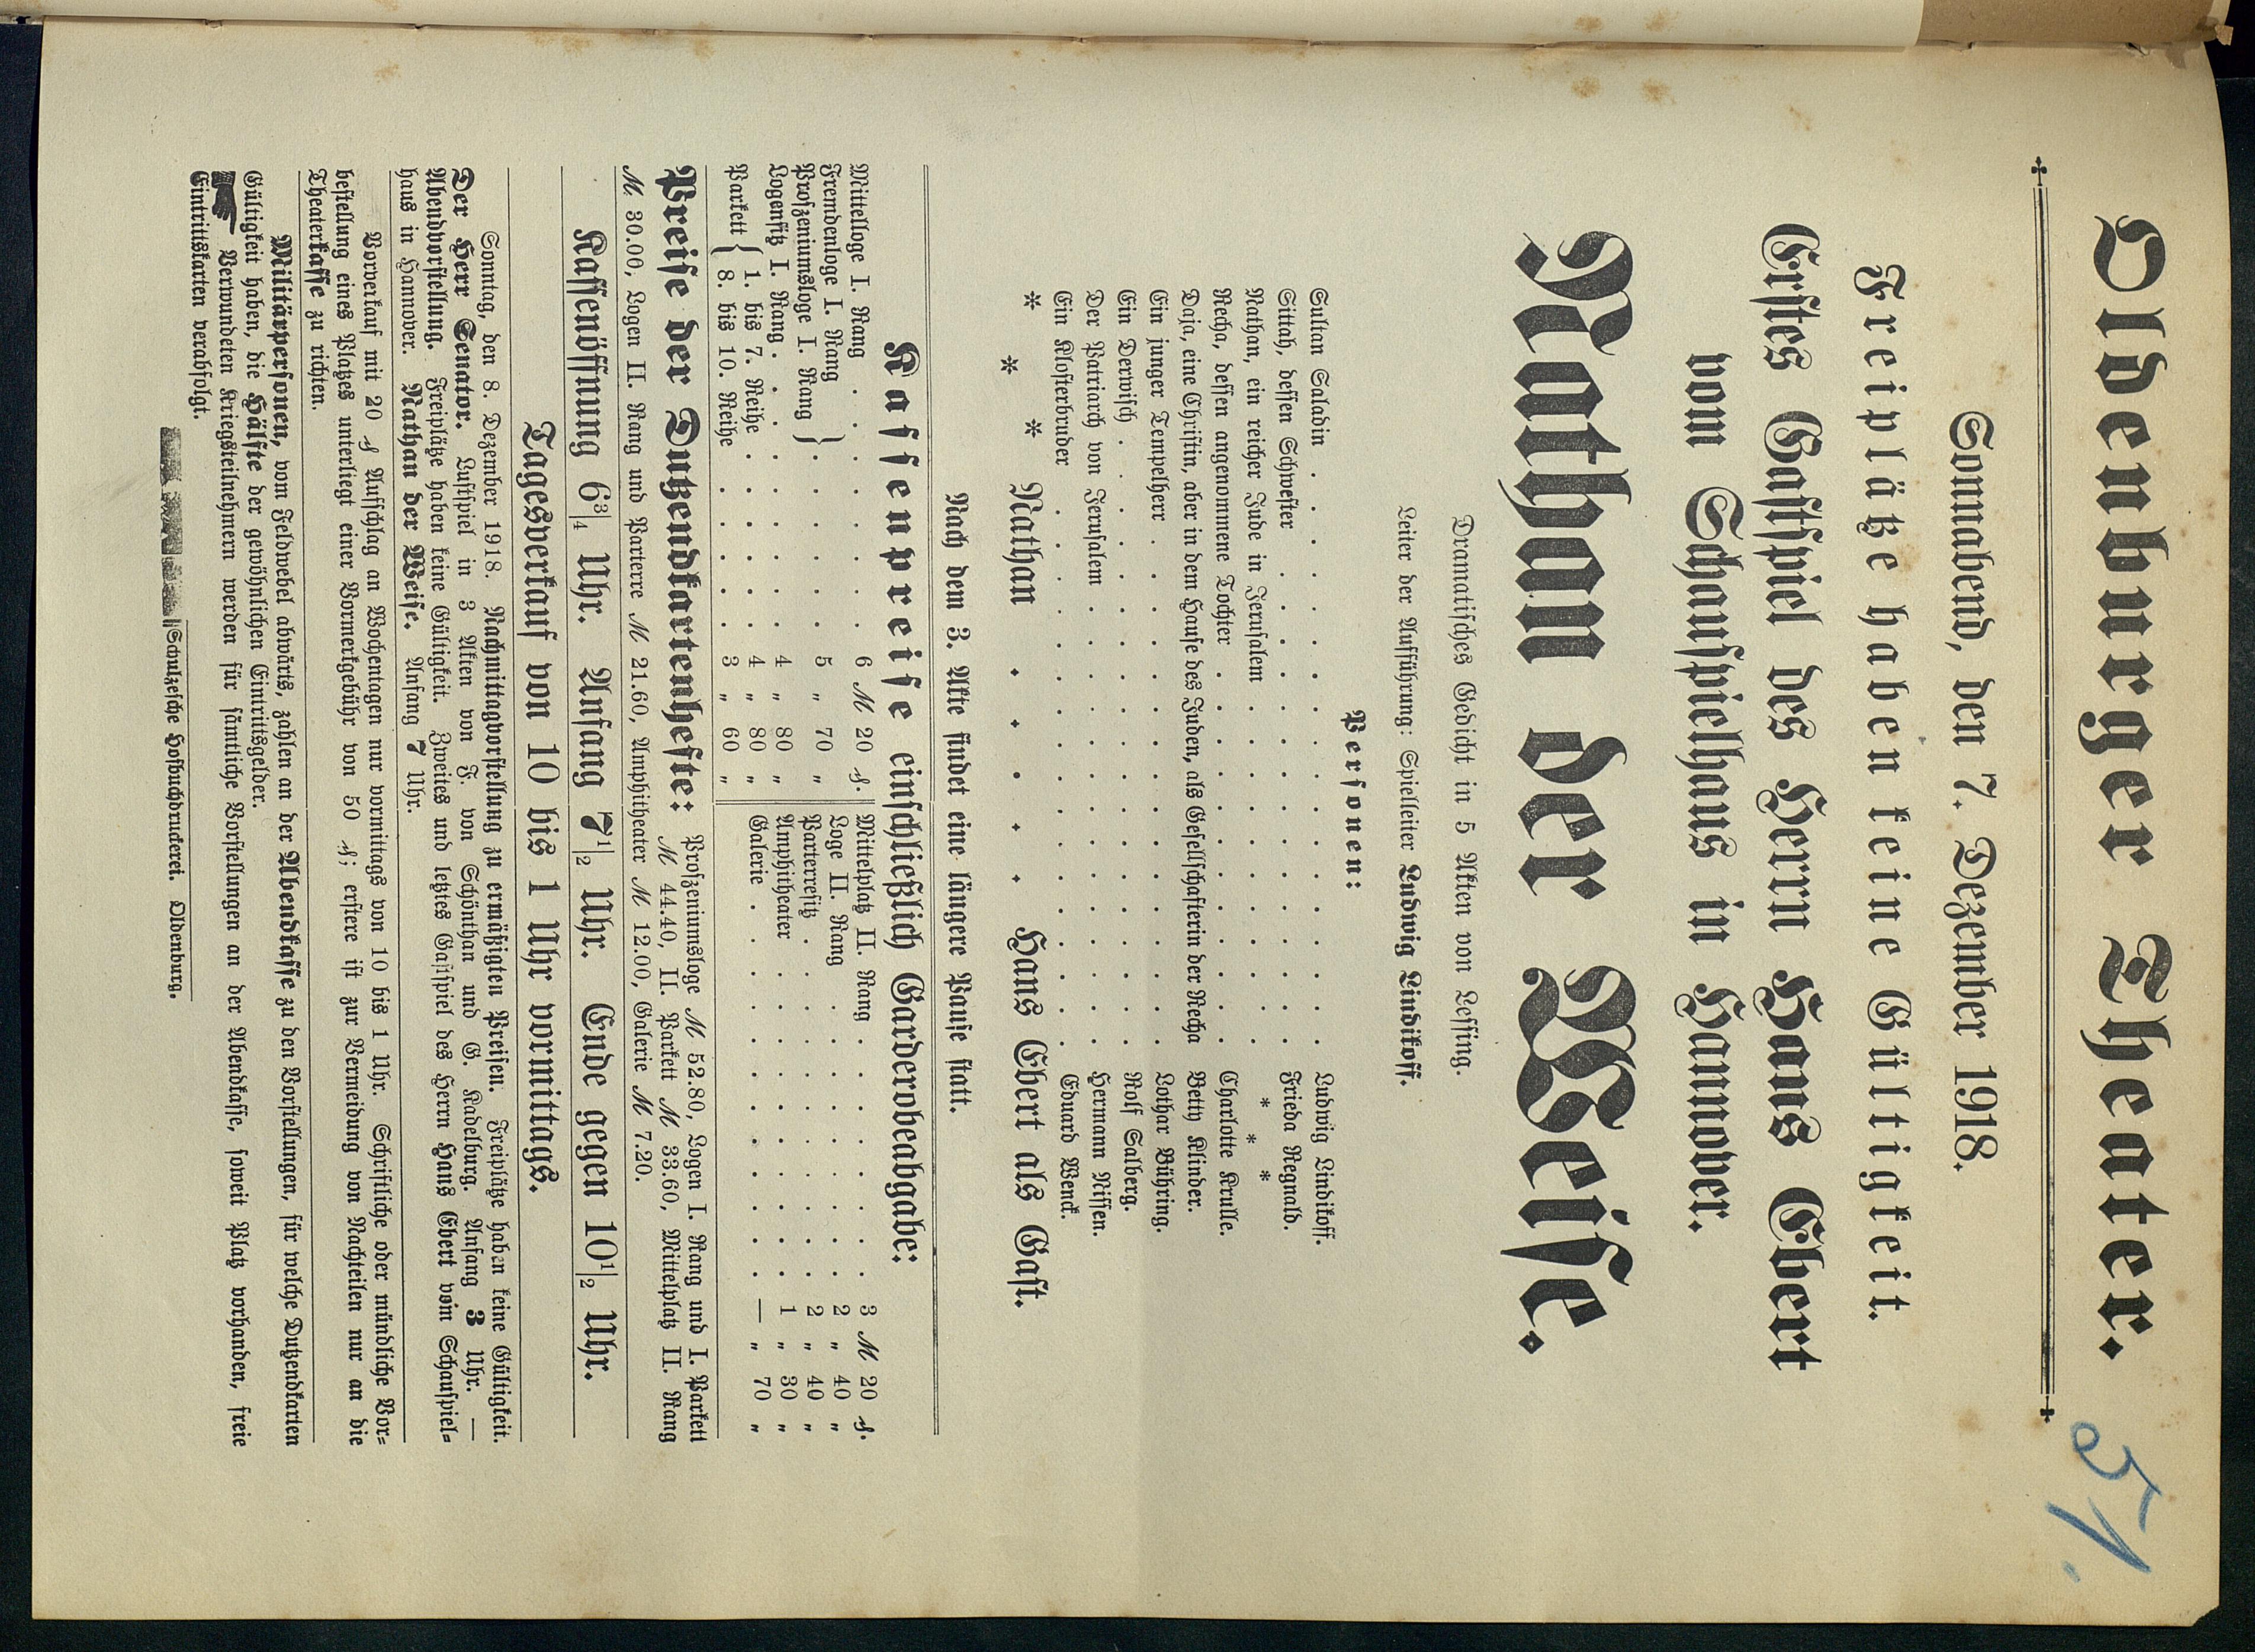 51.
Oldenburger Theater.
Sonnabend, den 7. Dezember 1918.
Freiplätze haben keine Gültigkeit.
Erstes Gastspiel des Herrn Hans Ebert
vom Schauspielhaus in Hannover.
Nathan der Weise.
Dramatisches Gedicht in 5 Akten von Lessing.
Leiter der Aufführung: Spielleiter Ludwig Lindikoff.
Personen:
Sultan Saladin . . . . . . . . . . Ludwig Lindikoff.
Sittah, dessen Schwester . . . . . . . . . . Frieda Regnald.
Nathan, ein reicher Jude in Jerusalem . . . . . . . . * * *
Recha, dessen angenommene Tochter . . . . . . . . Charlotte Krulle.
Daja, eine Christin, aber in dem Hause des Juden, als Gesellschafterin der Recha Betty Klinder.
Ein junger Tempelherr . . . . . . . . . . Lothar Bühring.
Ein Derwisch . . . . . . . . . . Rolf Salberg.
Der Patriarch von Jerusalem . . . . . . . . . . Hermann Nissen.
Ein Klosterbruder . . . . . . . . . . Eduard Wenck.
* * * Nathan . . . . . Hans Ebert als Gast.
Nach dem 3. Akte findet eine längere Pause statt.
Kassenpreise einschließlich Garderobeabgabe:
Mittelloge I. Rang . . . . . . 6 M 20 ₰.
Fremdenloge I. Rang
Proszeniumsloge I. Rang } . . . . 5 „ 70 „
Logensitz I. Rang . . . . . . 4 „ 80 „
Parkett { 1. bis 7. Reihe . . . . 4 „ 80 „
8. bis 10. Reihe . . . . 3 „ 60 „
Mittelplatz II. Rang . . . . . . 3 M 20 ₰.
Loge II. Rang . . . . . . 2 „ 40 „
Parterresitz . . . . . . 2 „ 40 „
Amphitheater . . . . . . 1 „ 30 „
Galerie . . . . . . — „ 70 „
Preise der Dutzendkartenhefte: Proszeniumsloge M 52.80, Logen I. Rang und I. Parkett
M 44.40, II. Parkett M 33.60, Mittelplatz II. Rang
M 30.00, Logen II. Rang und Parterre M 21.60, Amphitheater M 12.00, Galerie M 7.20.
Kassenöffnung 6 3/4 Uhr. Anfang 7 1/2 Uhr. Ende gegen 10 1/2 Uhr.
Tagesverkauf von 10 bis 1 Uhr vormittags.
Sonntag, den 8. Dezember 1918. Nachmittagvorstellung zu ermäßigten Preisen. Freiplätze haben keine Gültigkeit.
Der Herr Senator. Lustspiel in 3 Akten von F. von Schönthan und G. Kadelburg. Anfang 3 Uhr. —
Abendvorstellung. Freiplätze haben keine Gültigkeit. Zweites und letztes Gastspiel des Herrn Hans Ebert vom Schauspiel-
haus in Hannover. Nathan der Weise. Anfang 7 Uhr.
Vorverkauf mit 20 ₰ Aufschlag an Wochentagen nur vormittags von 10 bis 1 Uhr. Schriftliche oder mündliche Vor-
bestellung eines Platzes unterliegt einer Vormerkgebühr von 50 ₰; erstere ist zur Vermeidung von Nachteilen nur an die
Theaterkasse zu richten.
Militärpersonen, vom Feldwebel abwärts, zahlen an der Abendkasse zu den Vorstellungen, für welche Dutzendkarten
Gültigkeit haben, die Hälfte der gewöhnlichen Eintrittsgelder.
Verwundeten Kriegsteilnehmern werden für sämtliche Vorstellungen an der Abendkasse, soweit Platz vorhanden, freie
Eintrittskarten verabfolgt.
Schulzesche Hofbuchdruckerei. Oldenburg.